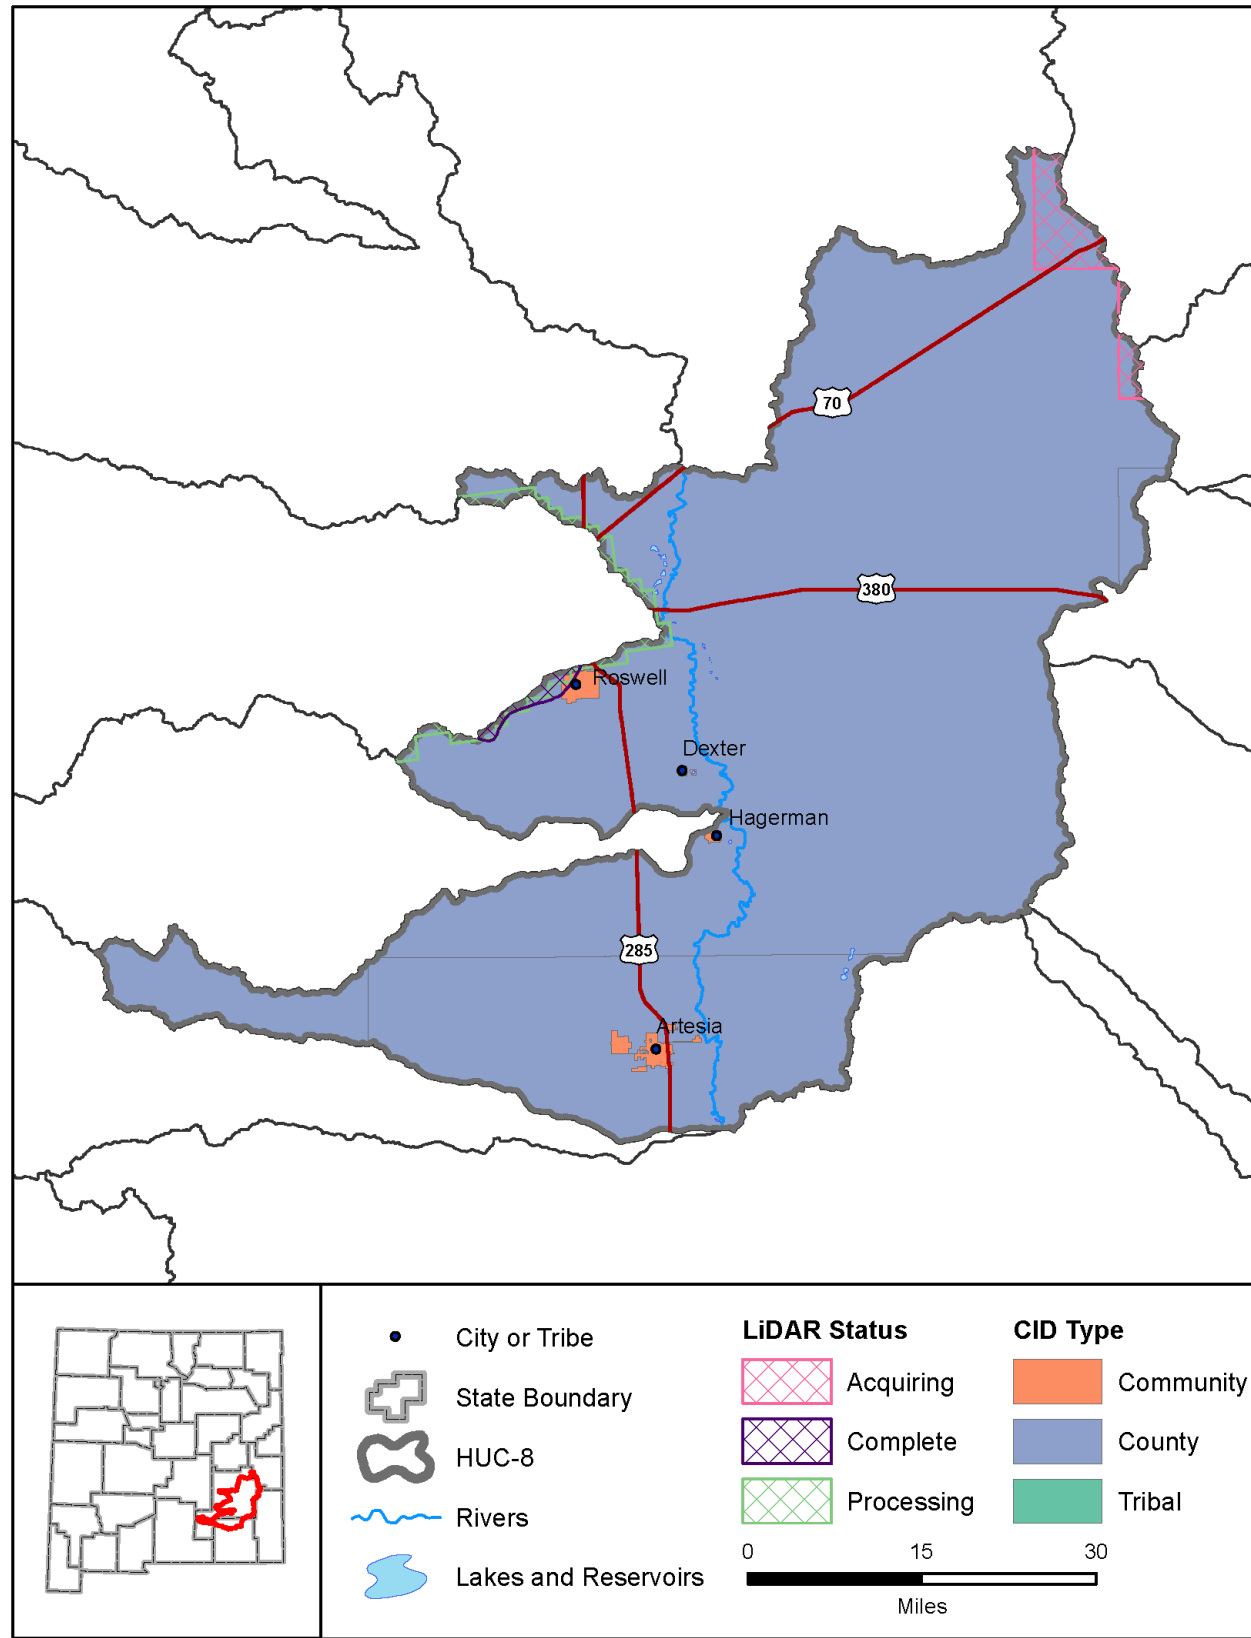 70
380
Roswell
Dexter
Hagerman
285
Artesia
City or Tribe
State Boundary
HUC-8
Rivers
Lakes and Reservoirs
LiDAR Status
Acquiring
Complete
Processing
CID Type
Community
County
Tribal
0 15 30
Miles